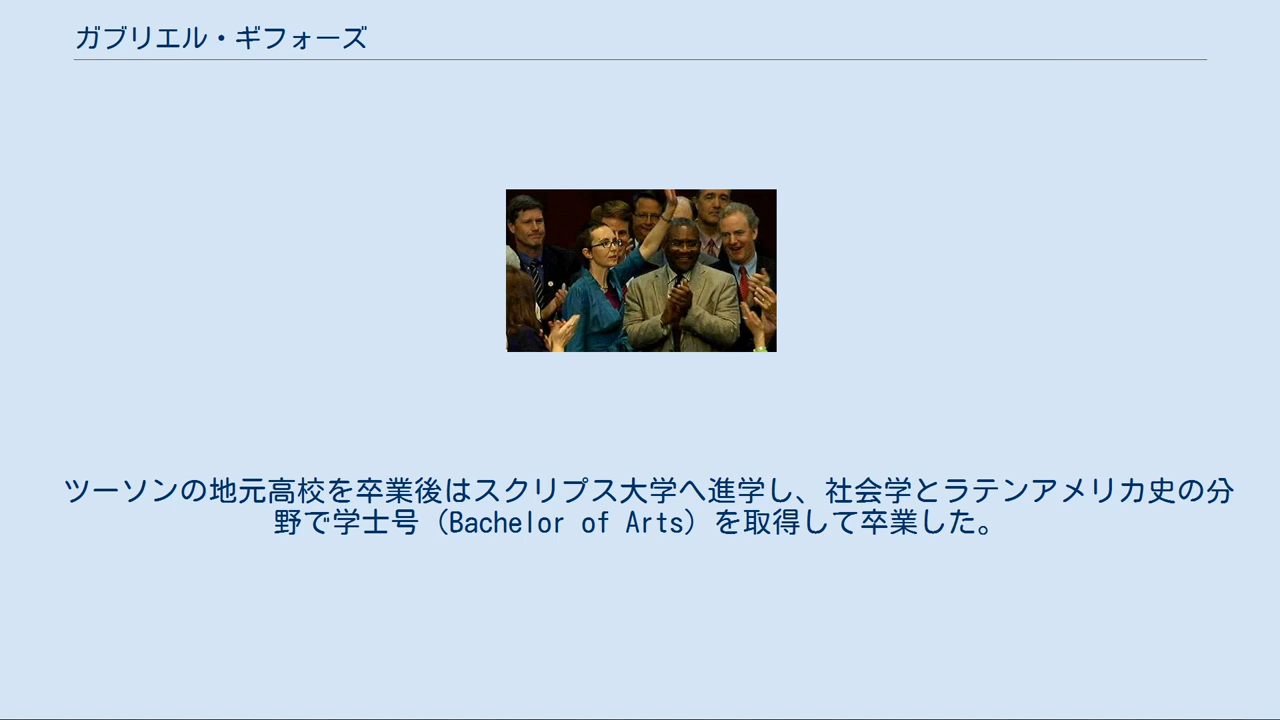 ガブリエル・ギフォーズ
ツーソンの地元高校を卒業後はスクリプス大学へ進学し、社会学とラテンアメリカ史の分
野で学士号（Bachelor of Arts）を取得して卒業した。